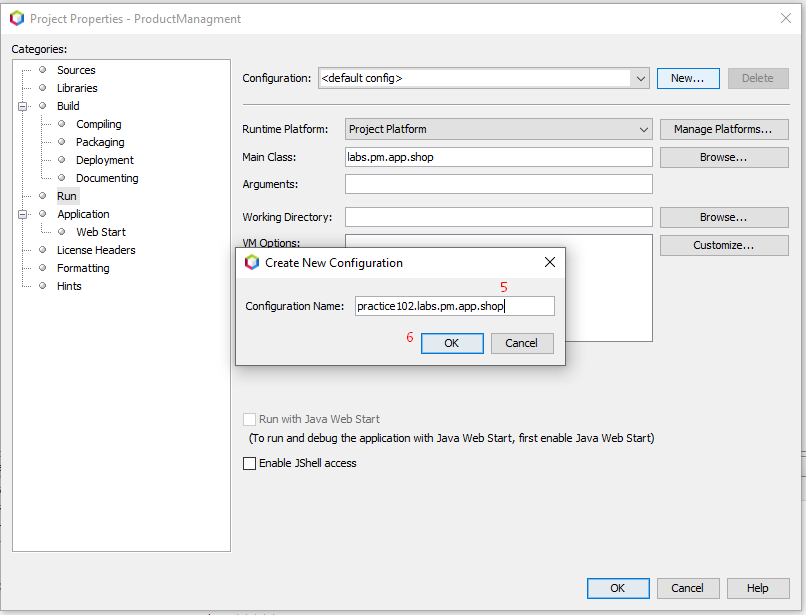 Project Properties - ProductManagment
Categories:
Sources
Libraries
Build
Compiling
Packaging
Deployment
Documenting
Run
Application
Web Start
License Headers
Formatting
Hints
Configuration: <default config> New... Delete
Runtime Platform: Project Platform Manage Platforms...
Main Class: labs.pm.app.shop Browse...
Arguments:
Working Directory: Browse...
VM Options: Customize...
Create New Configuration
5
Configuration Name: practice102.labs.pm.app.shop
6 OK Cancel
Run with Java Web Start
(To run and debug the application with Java Web Start, first enable Java Web Start)
Enable JShell access
OK Cancel Help